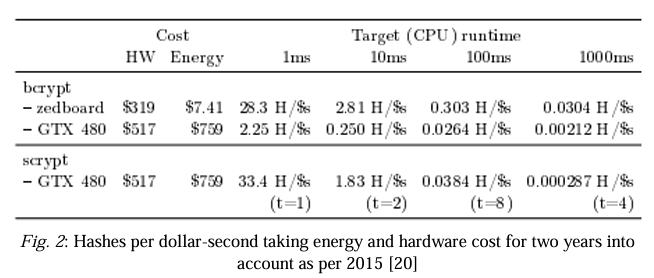 Cost Target (CPU) runtime
HW Energy 1ms 10ms 100ms 1000ms
bcrypt
– zedboard $319 $7.41 28.3 H/$s 2.81 H/$s 0.303 H/$s 0.0304 H/$s
– GTX 480 $517 $759 2.25 H/$s 0.250 H/$s 0.0264 H/$s 0.00212 H/$s
scrypt
– GTX 480 $517 $759 33.4 H/$s 1.83 H/$s 0.0384 H/$s 0.000287 H/$s
(t=1) (t=2) (t=8) (t=4)
Fig. 2: Hashes per dollar-second taking energy and hardware cost for two years into
account as per 2015 [20]